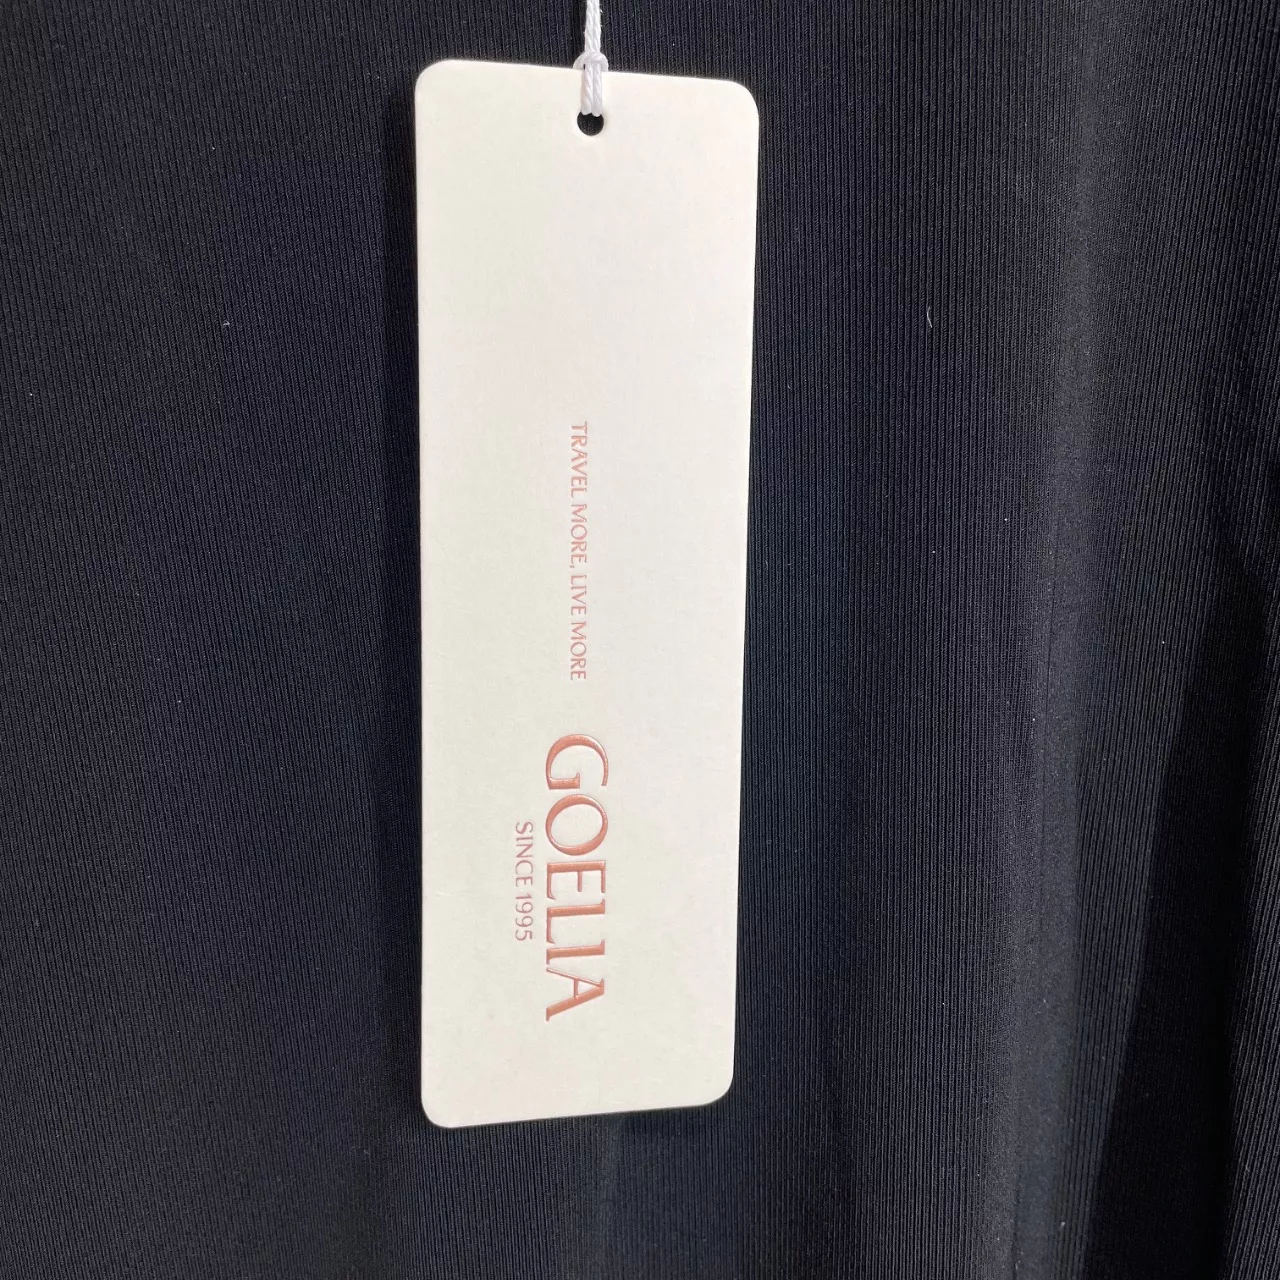 TRAVEL MORE, LIVE MORE
GOELIA
SINCE 1995